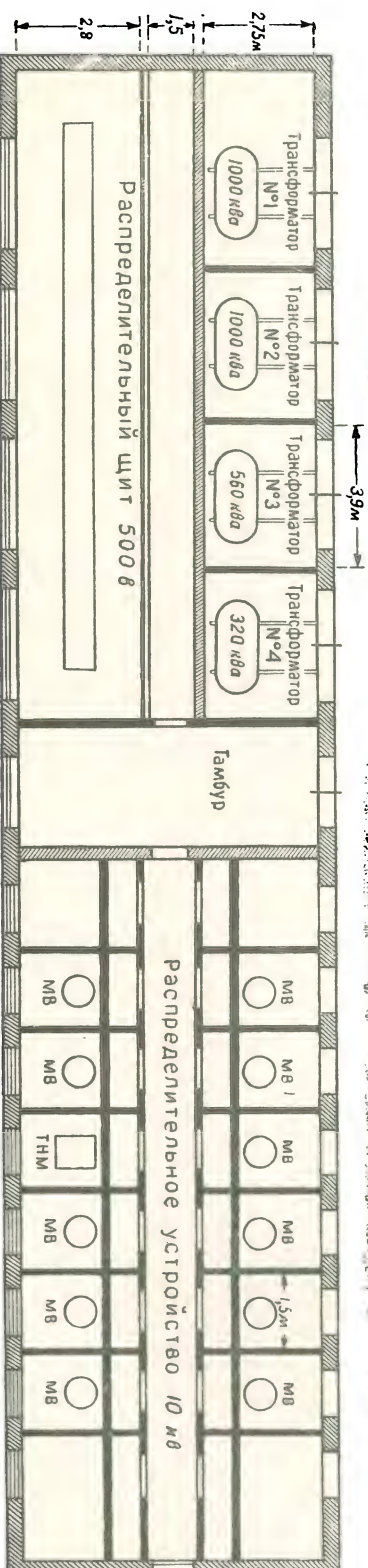 2,75м
1,5
2,8
3,9м
Трансформатор
№1
1000 ква
Трансформатор
№2
1000 ква
Трансформатор
№3
560 ква
Трансформатор
№4
320 ква
Распределительный щит 500 в
Тамбур
МВ
МВ
МВ
МВ
1,5м
МВ
Распределительное устройство 10 кв
МВ
МВ
ТНМ
МВ
МВ
МВ